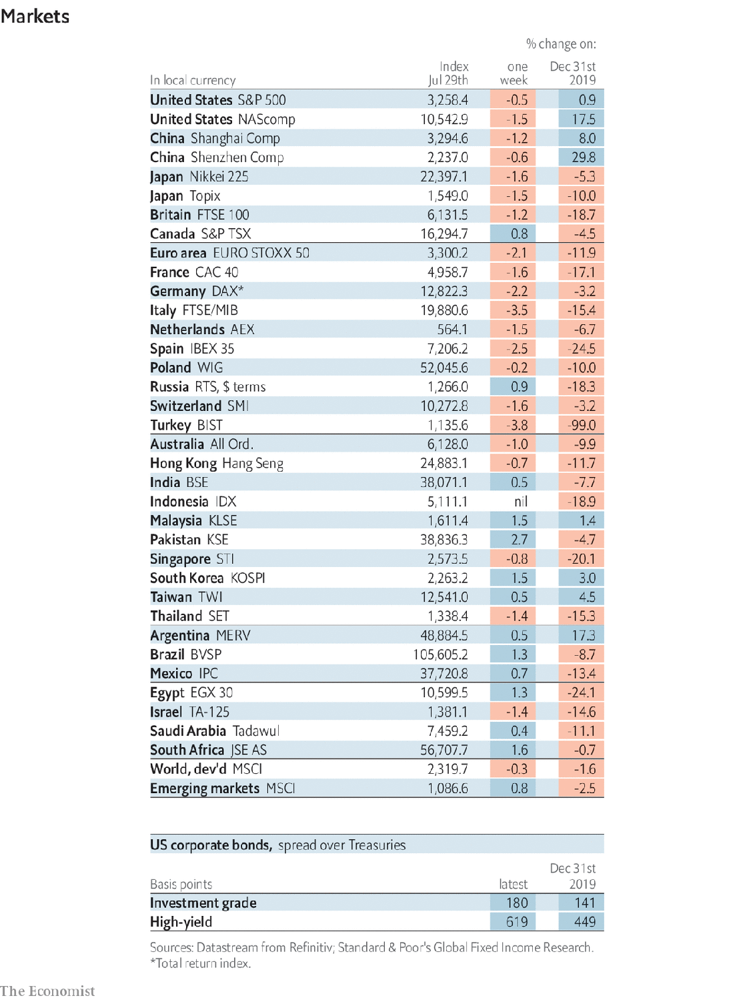 Markets
% change on:
Index one Dec 31st
In local currency Jul 29th week 2019
United States S&P 500 3,258.4 -0.5 0.9
United States NAScomp 10,542.9 -1.5 17.5
China Shanghai Comp 3,294.6 -1.2 8.0
China Shenzhen Comp 2,237.0 -0.6 29.8
Japan Nikkei 225 22,397.1 -1.6 -5.3
Japan Topix 1,549.0 -1.5 -10.0
Britain FTSE 100 6,131.5 -1.2 -18.7
Canada S&P TSX 16,294.7 0.8 -4.5
Euro area EURO STOXX 50 3,300.2 -2.1 -11.9
France CAC 40 4,958.7 -1.6 -17.1
Germany DAX* 12,822.3 -2.2 -3.2
Italy FTSE/MIB 19,880.6 -3.5 -15.4
Netherlands AEX 564.1 -1.5 -6.7
Spain IBEX 35 7,206.2 -2.5 -24.5
Poland WIG 52,045.6 -0.2 -10.0
Russia RTS, $ terms 1,266.0 0.9 -18.3
Switzerland SMI 10,272.8 -1.6 -3.2
Turkey BIST 1,135.6 -3.8 -99.0
Australia All Ord. 6,128.0 -1.0 -9.9
Hong Kong Hang Seng 24,883.1 -0.7 -11.7
India BSE 38,071.1 0.5 -7.7
Indonesia IDX 5,111.1 nil -18.9
Malaysia KLSE 1,611.4 1.5 1.4
Pakistan KSE 38,836.3 2.7 -4.7
Singapore STI 2,573.5 -0.8 -20.1
South Korea KOSPI 2,263.2 1.5 3.0
Taiwan TWI 12,541.0 0.5 4.5
Thailand SET 1,338.4 -1.4 -15.3
Argentina MERV 48,884.5 0.5 17.3
Brazil BVSP 105,605.2 1.3 -8.7
Mexico IPC 37,720.8 0.7 -13.4
Egypt EGX 30 10,599.5 1.3 -24.1
Israel TA-125 1,381.1 -1.4 -14.6
Saudi Arabia Tadawul 7,459.2 0.4 -11.1
South Africa JSE AS 56,707.7 1.6 -0.7
World, dev'd MSCI 2,319.7 -0.3 -1.6
Emerging markets MSCI 1,086.6 0.8 -2.5
US corporate bonds, spread over Treasuries
Dec 31st
Basis points latest 2019
Investment grade 180 141
High-yield 619 449
Sources: Datastream from Refinitiv; Standard & Poor's Global Fixed Income Research.
*Total return index.
The Economist